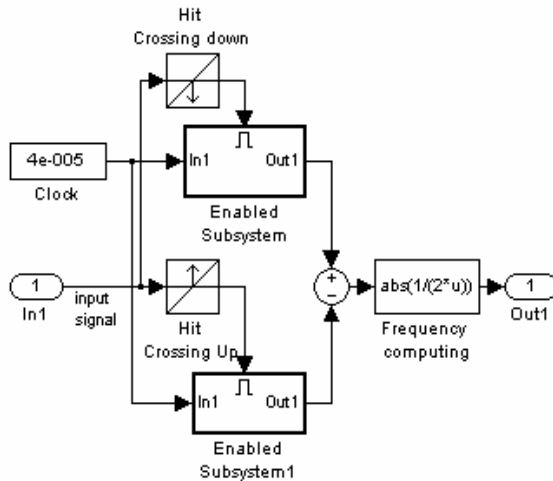 Hit
Crossing down
4e-005
Clock
In1
Out1
Enabled
Subsystem
+
−
1
In1
input
signal
Hit
Crossing Up
abs(1/(2*u))
Frequency
computing
1
Out1
In1
Out1
Enabled
Subsystem1